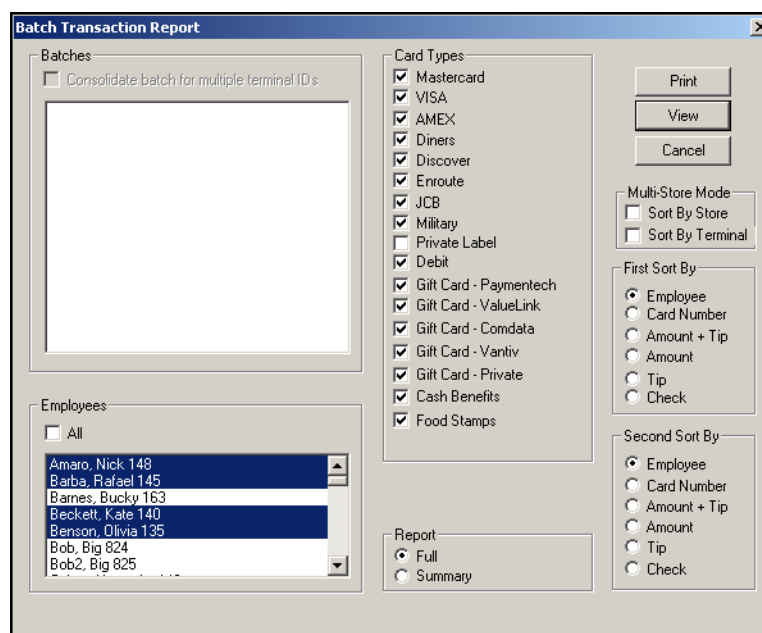 Batch Transaction Report
Batches
Consolidate batch for multiple terminal IDs
Employees
All
Amaro, Nick 148
Barba, Rafael 145
Barnes, Bucky 163
Beckett, Kate 140
Benson, Olivia 135
Bob, Big 824
Bob2, Big 825
Card Types
Mastercard
VISA
AMEX
Diners
Discover
Enroute
JCB
Military
Private Label
Debit
Gift Card - Paymentech
Gift Card - ValueLink
Gift Card - Comdata
Gift Card - Vantiv
Gift Card - Private
Cash Benefits
Food Stamps
Report
Full
Summary
Print
View
Cancel
Multi-Store Mode
Sort By Store
Sort By Terminal
First Sort By
Employee
Card Number
Amount + Tip
Amount
Tip
Check
Second Sort By
Employee
Card Number
Amount + Tip
Amount
Tip
Check